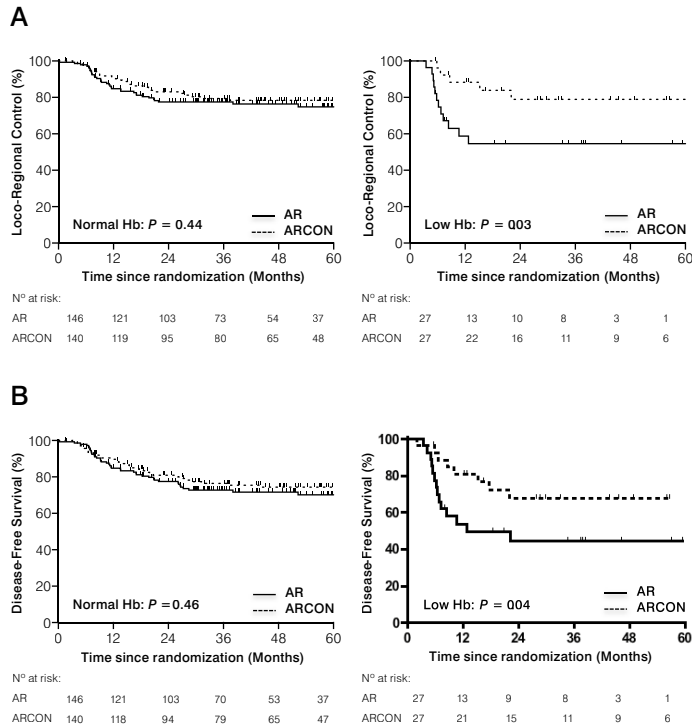 A
Loco-Regional Control (%)
100
80
60
40
20
0
Normal Hb: P = 0.44
AR
ARCON
0 12 24 36 48 60
Time since randomization (Months)
Nº at risk:
AR 146 121 103 73 54 37
ARCON 140 119 95 80 65 48
Loco-Regional Control (%)
100
80
60
40
20
0
Low Hb: P = 003
AR
ARCON
0 12 24 36 48 60
Time since randomization (Months)
Nº at risk:
AR 27 13 10 8 3 1
ARCON 27 22 16 11 9 6
B
Disease-Free Survival (%)
100
80
60
40
20
0
Normal Hb: P = 0.46
AR
ARCON
0 12 24 36 48 60
Time since randomization (Months)
Nº at risk:
AR 146 121 103 70 53 37
ARCON 140 118 94 79 65 47
Disease-Free Survival (%)
100
80
60
40
20
0
Low Hb: P = 004
AR
ARCON
0 12 24 36 48 60
Time since randomization (Months)
Nº at risk:
AR 27 13 9 8 3 1
ARCON 27 21 15 11 9 6